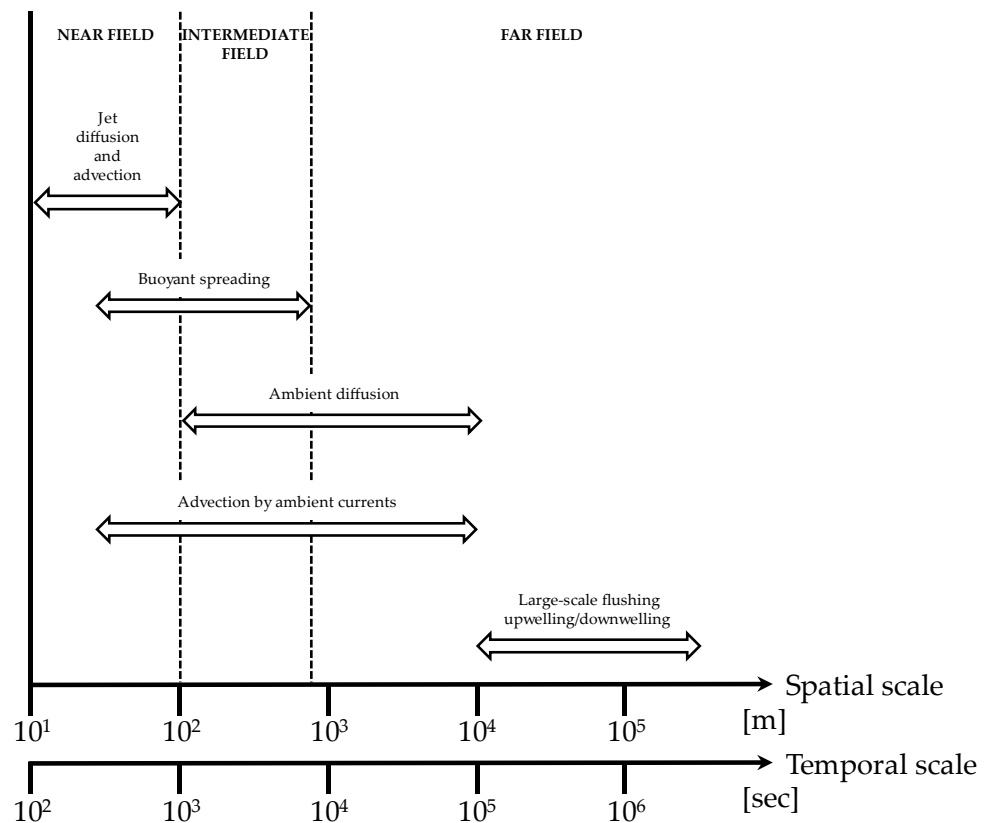 NEAR FIELD
INTERMEDIATE
FIELD
FAR FIELD
Jet
diffusion
and
advection
Buoyant spreading
Ambient diffusion
Advection by ambient currents
Large-scale flushing
upwelling/downwelling
Spatial scale
[m]
10¹ 10² 10³ 10⁴ 10⁵
Temporal scale
[sec]
10² 10³ 10⁴ 10⁵ 10⁶